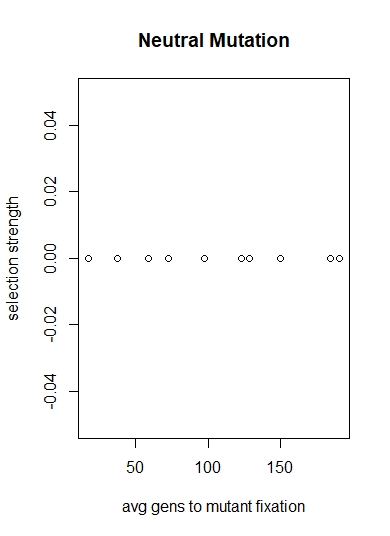 Neutral Mutation
0.04
0.02
0.00
-0.02
-0.04
selection strength
50 100 150
avg gens to mutant fixation